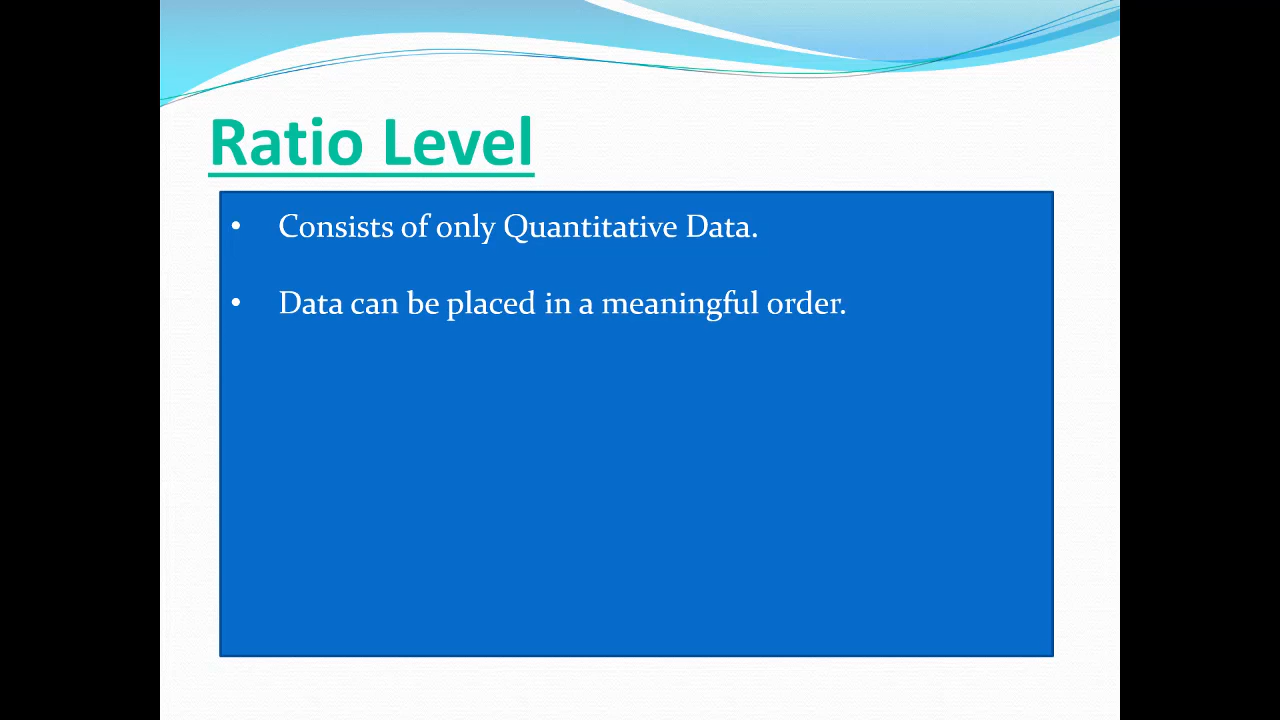 Ratio Level
• Consists of only Quantitative Data.
• Data can be placed in a meaningful order.